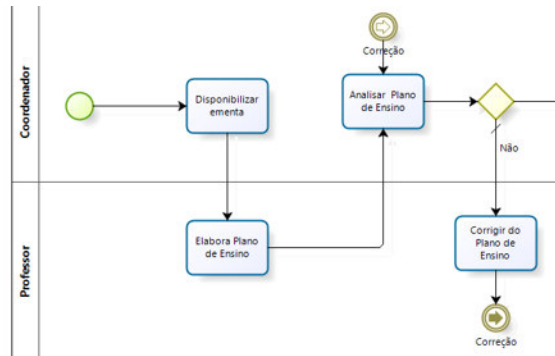 Coordenador
Disponibilizar
ementa
Correção
Analisar Plano
de Ensino
Não
Professor
Elabora Plano
de Ensino
Corrigir do
Plano de
Ensino
Correção